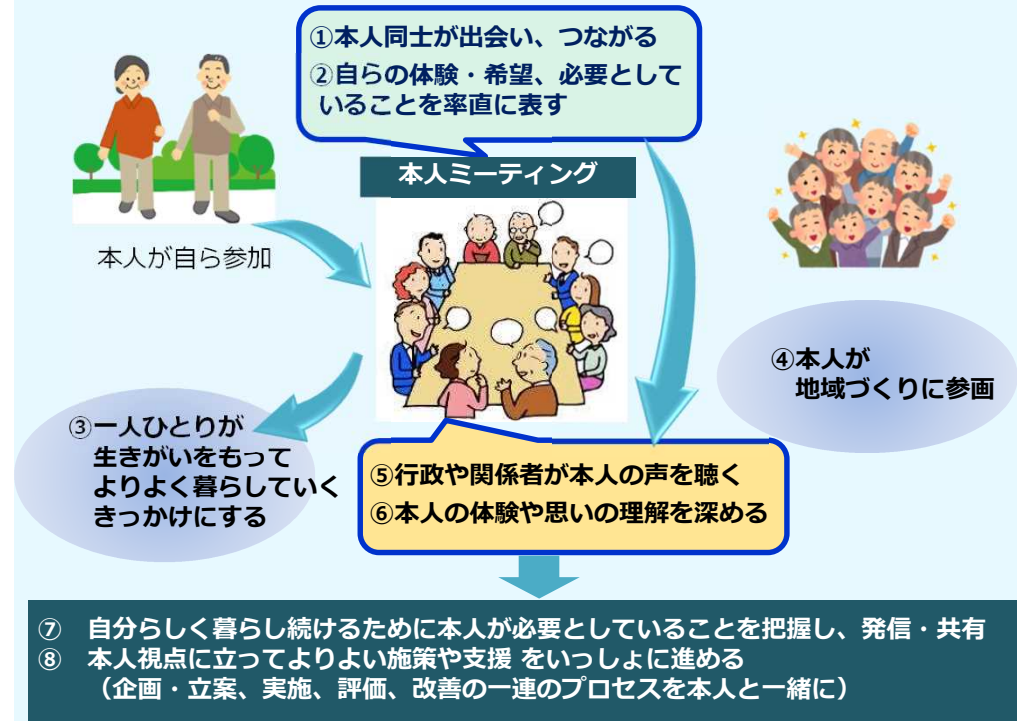 ①本人同士が出会い、つながる
②自らの体験・希望、必要として
いることを率直に表す
本人ミーティング
本人が自ら参加
④本人が
地域づくりに参画
③一人ひとりが
生きがいをもって
よりよく暮らしていく
きっかけにする
⑤行政や関係者が本人の声を聴く
⑥本人の体験や思いの理解を深める
⑦ 自分らしく暮らし続けるために本人が必要としていることを把握し、発信・共有
⑧ 本人視点に立ってよりよい施策や支援 をいっしょに進める
（企画・立案、実施、評価、改善の一連のプロセスを本人と一緒に）